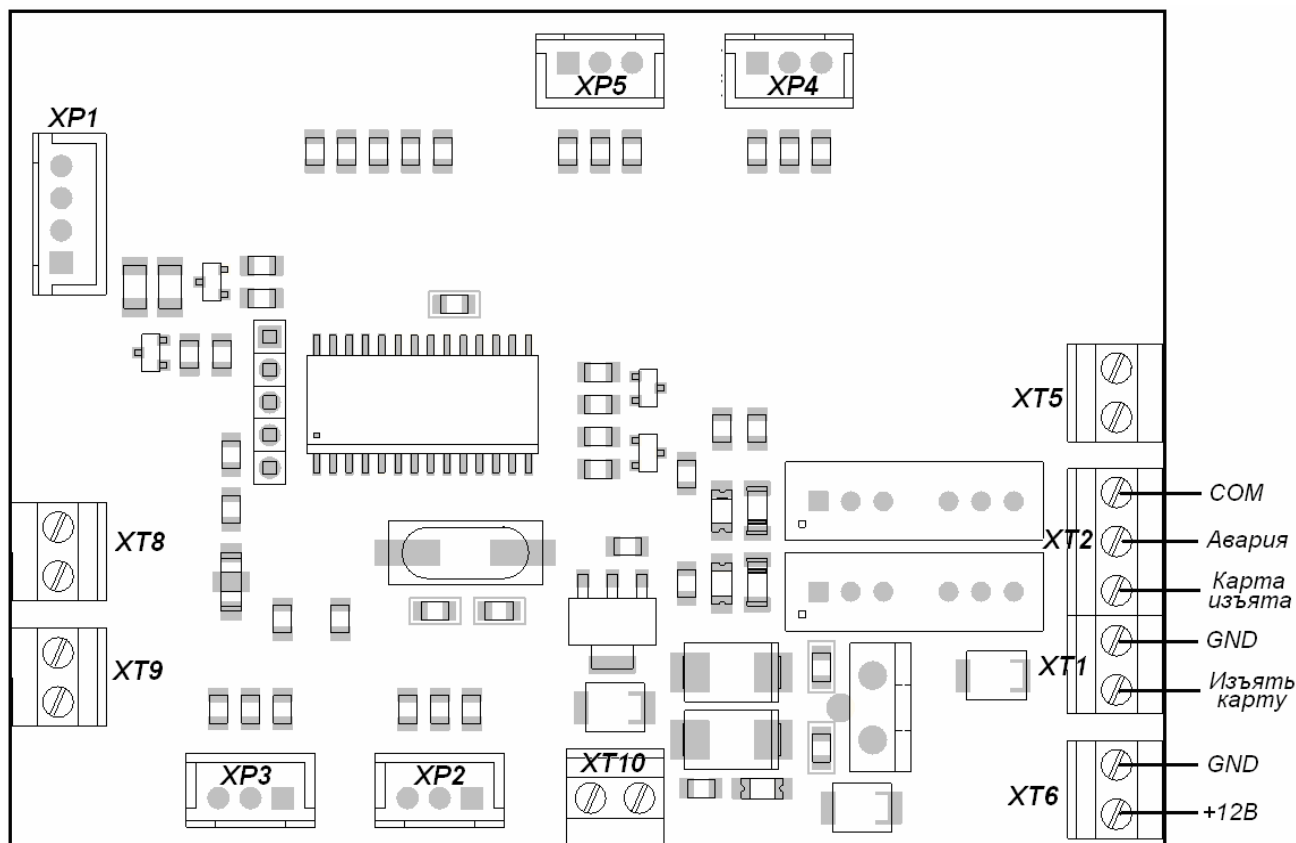 XP5
XP4
XP1
XT5
COM
XT8
XT2
Авария
Карта
изъята
GND
XT9
XT1
Изъять
карту
XP3
XP2
XT10
GND
XT6
+12В